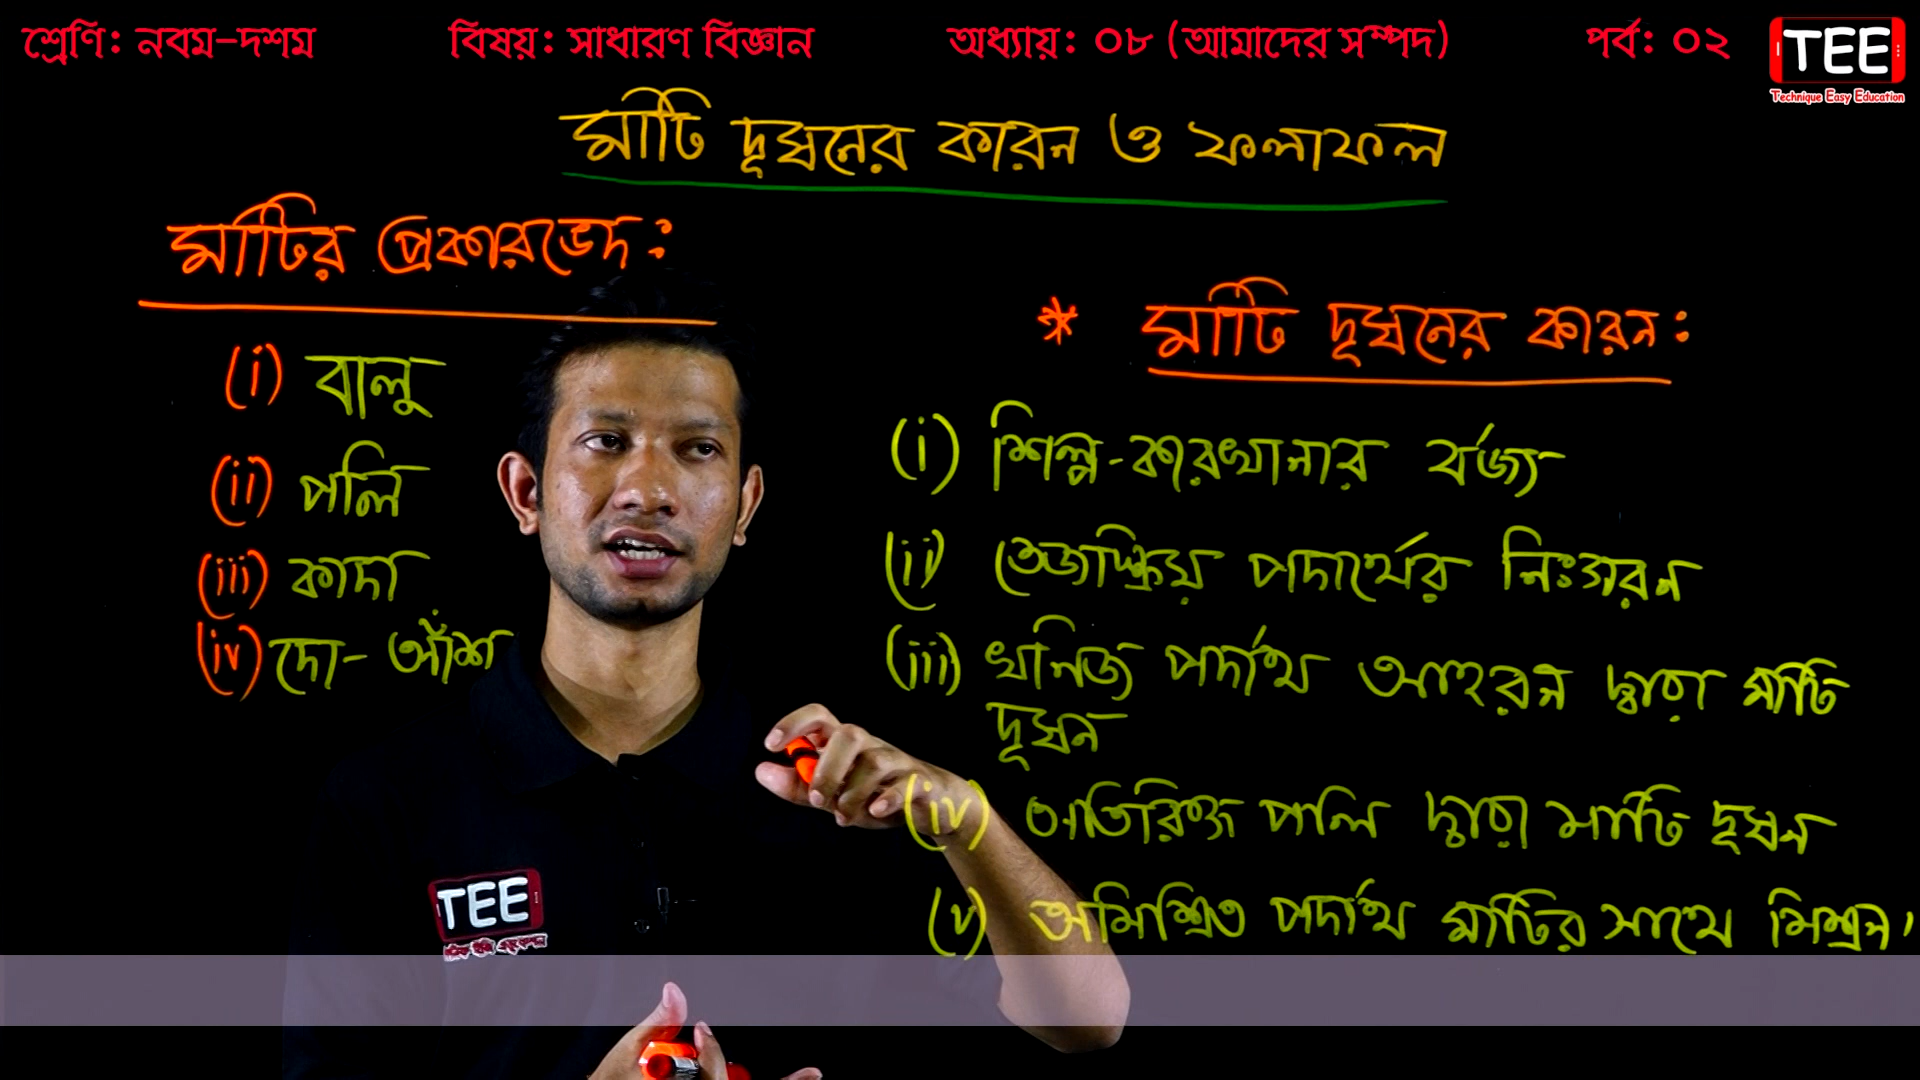 শ্রেণি: নবম-দশম
বিষয়: সাধারণ বিজ্ঞান
অধ্যায়: ০৮ (আমাদের সম্পদ)
পর্ব: ০২
TEE
Technique Easy Education
মাটি দূষনের কারন ও ফলাফল
মাটির প্রকারভেদ:
(i) বালু
(ii) পলি
(iii) কাদা
(iv) দো-আঁশ
* মাটি দূষনের কারন:
(i) শিল্প-কারখানার বর্জ্য
(ii) তেজস্ক্রিয় পদার্থের নিঃসরন
(iii) খনিজ পর্দাথ আহরন দ্বারা মাটি
দূষন
(iv) অতিরিক্ত পলি দ্বারা মাটি দূষন
(v) অমিশ্রিত পর্দাথ মাটির সাথে মিশ্রন।
TEE